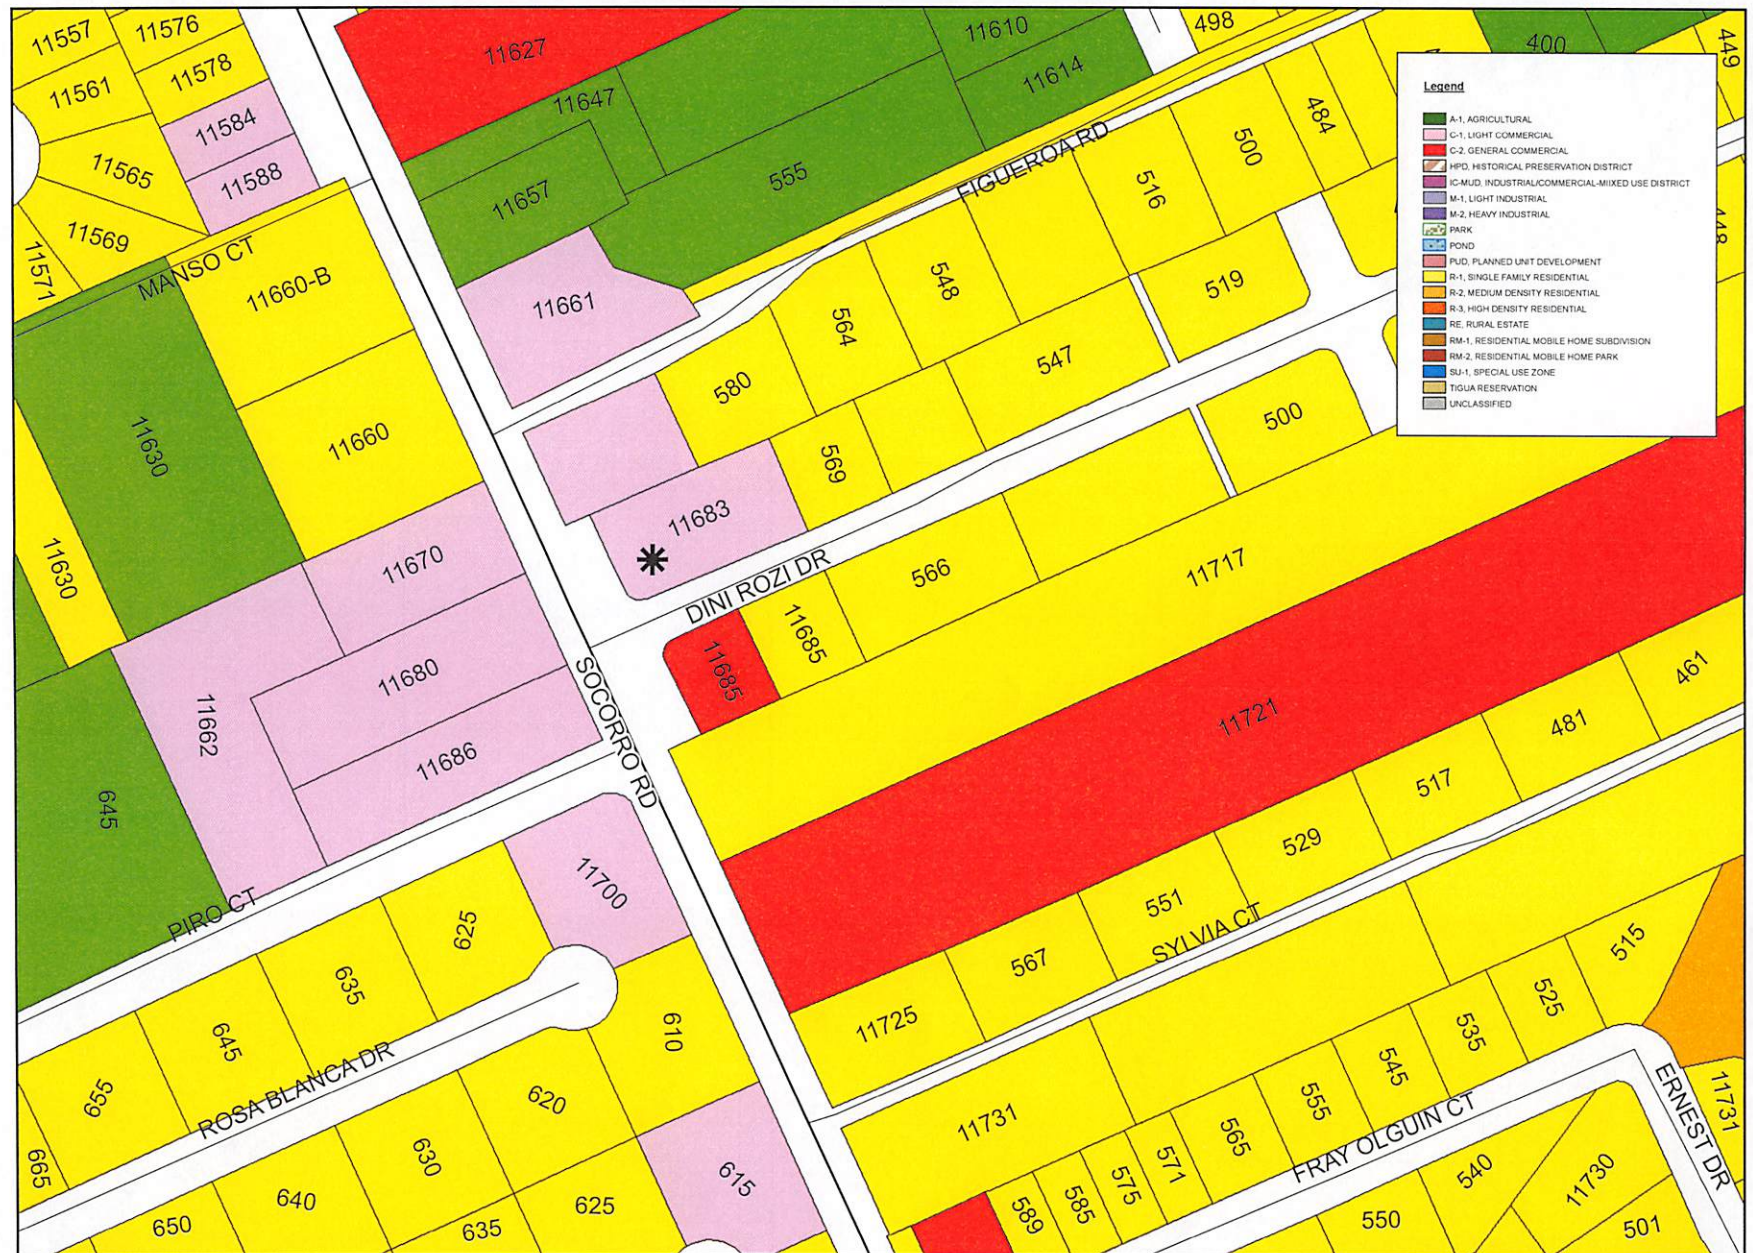 11557
11576
11627
11610
498
400
449
11578
11561
11647
11614
11584
484
500
11565
11588
11657
555
FIGUEROA RD
516
11569
11571
MANSO CT
11660-B
11661
548
519
564
547
580
500
11630
11660
569
11683
11670
11630
DINI ROZI DR
566
11717
11685
11685
11680
11662
SOCORRO RD
11721
461
481
11686
517
645
529
11700
551
PIRO CT
625
SYLVIA CT
515
567
635
525
11725
610
645
535
545
ROSA BLANCA DR
620
555
655
11731
565
ERNEST DR
11731
FRAY OLGUIN CT
630
571
665
615
575
540
11730
640
585
589
625
650
635
550
501
448
Legend
A-1, AGRICULTURAL
C-1, LIGHT COMMERCIAL
C-2, GENERAL COMMERCIAL
HPD, HISTORICAL PRESERVATION DISTRICT
IC-MUD, INDUSTRIAL/COMMERCIAL-MIIXED USE DISTRICT
M-1, LIGHT INDUSTRIAL
M-2, HEAVY INDUSTRIAL
PARK
POND
PUD, PLANNED UNIT DEVELOPMENT
R-1, SINGLE FAMILY RESIDENTIAL
R-2, MEDIUM DENSITY RESIDENTIAL
R-3, HIGH DENSITY RESIDENTIAL
RE, RURAL ESTATE
RM-1, RESIDENTIAL MOBILE HOME SUBDIVISION
RM-2, RESIDENTIAL MOBILE HOME PARK
SU-1, SPECIAL USE ZONE
TIGUA RESERVATION
UNCLASSIFIED